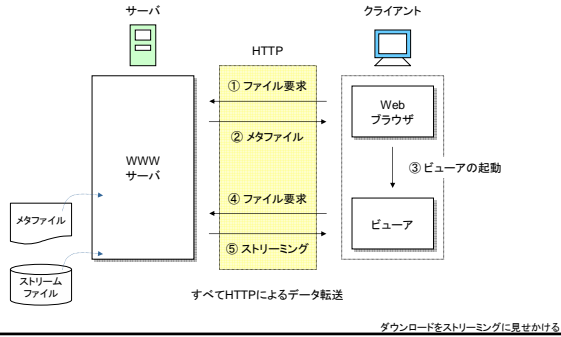 サーバ
クライアント
HTTP
① ファイル要求
Web
ブラウザ
② メタファイル
WWW
サーバ
③ ビューアの起動
④ ファイル要求
メタファイル
ビューア
⑤ ストリーミング
ストリーム
ファイル
すべてHTTPによるデータ転送
ダウンロードをストリーミングに見せかける